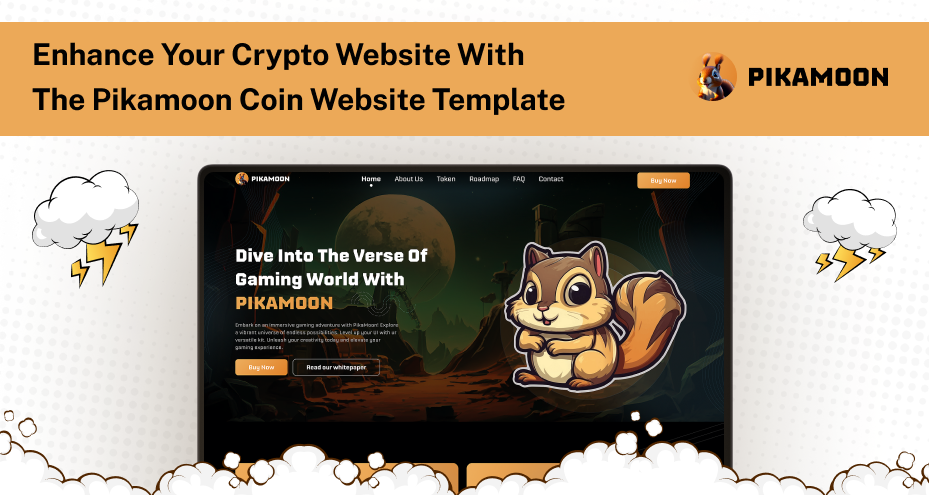 Enhance Your Crypto Website With
The Pikamoon Coin Website Template
PIKAMOON
PIKAMOON
Home About Us Token Roadmap FAQ Contact
Buy Now
Dive Into The Verse Of
Gaming World With
PIKAMOON
Embark on an immersive gaming adventure with PikaMoon! Explore
a vibrant universe of endless possibilities. Level up your UI with ur
versatile kit. Unleash your creativity today and elevate your
gaming experience.
Buy Now
Read our whitepaper